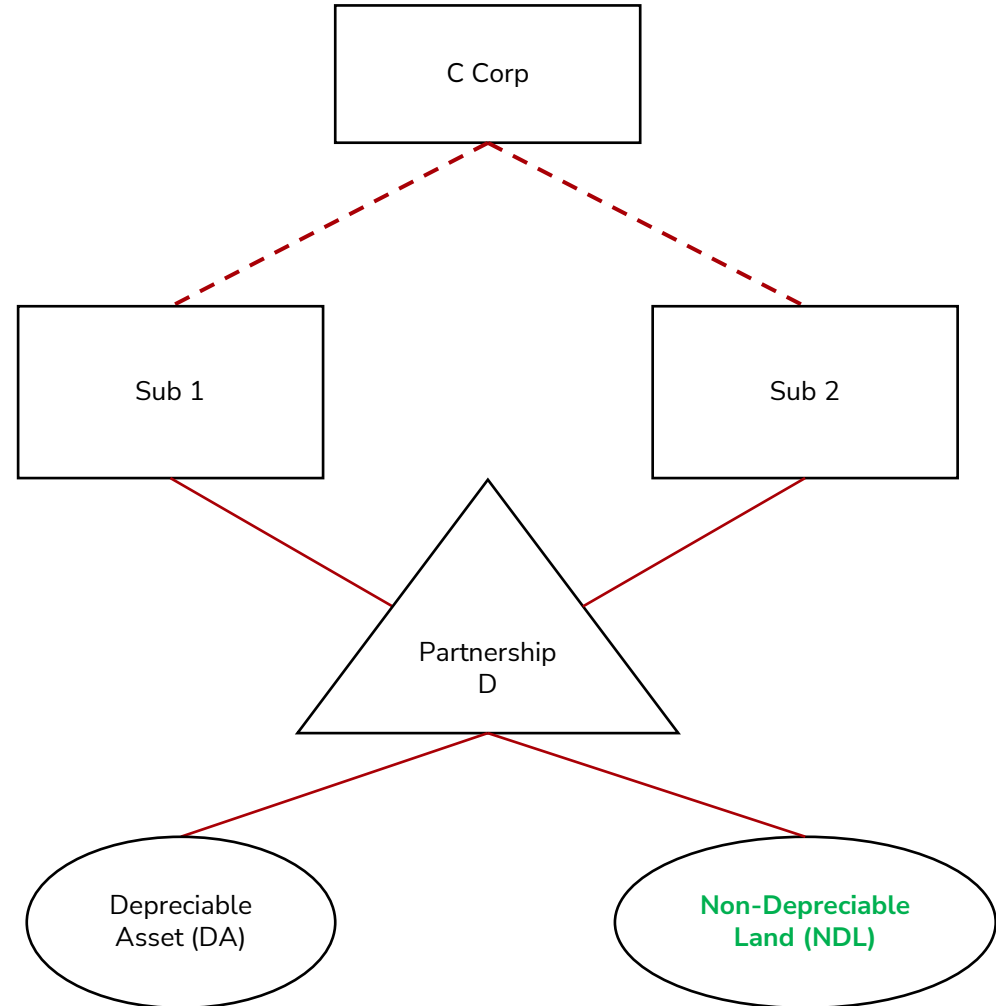 C Corp
Sub 1
Sub 2
Partnership
D
Depreciable
Asset (DA)
Non-Depreciable
Land (NDL)